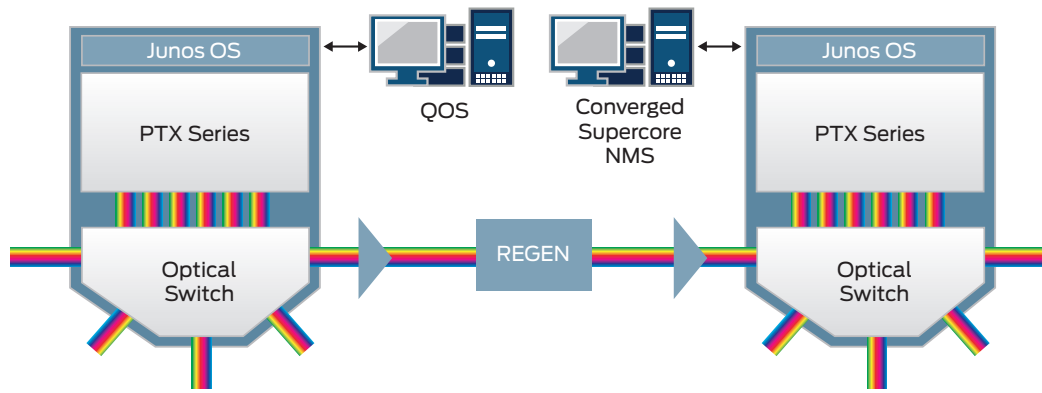 Junos OS
PTX Series
Optical
Switch
QOS
Converged
Supercore
NMS
REGEN
Junos OS
PTX Series
Optical
Switch